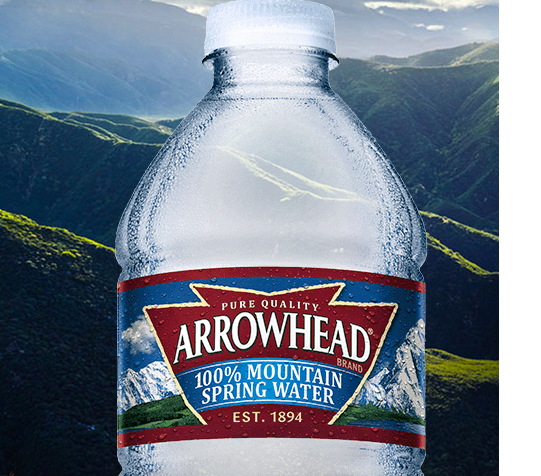 PURE QUALITY
ARROWHEAD®
BRAND
100% MOUNTAIN
SPRING WATER
EST. 1894